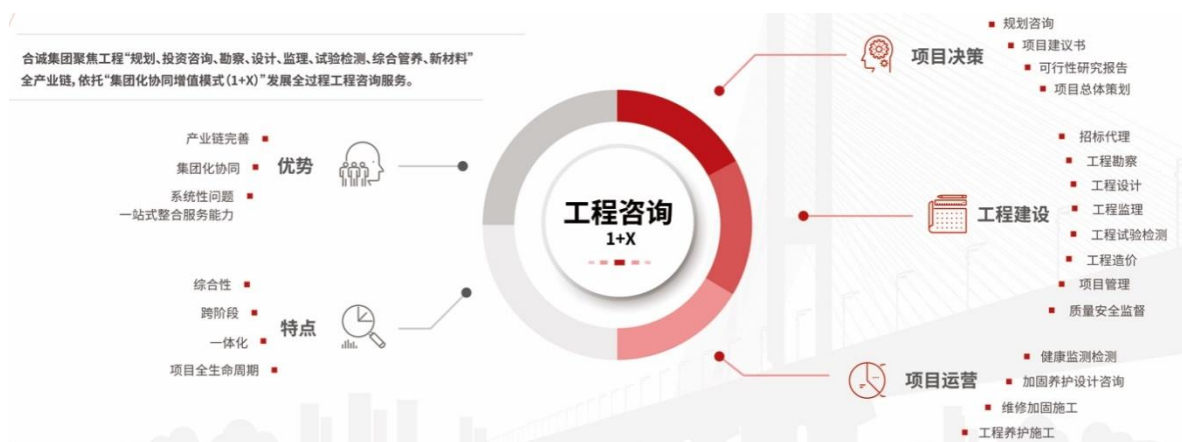 合诚集团聚焦工程“规划、投资咨询、勘察、设计、监理、试验检测、综合管养、新材料”
全产业链,依托“集团化协同增值模式(1+X)”发展全过程工程咨询服务。
优势
产业链完善
集团化协同
系统性问题
一站式整合服务能力
特点
综合性
跨阶段
一体化
项目全生命周期
工程咨询
1+X
项目决策
规划咨询
项目建议书
可行性研究报告
项目总体策划
工程建设
招标代理
工程勘察
工程设计
工程监理
工程试验检测
工程造价
项目管理
质量安全监督
项目运营
健康监测检测
加固养护设计咨询
维修加固施工
工程养护施工